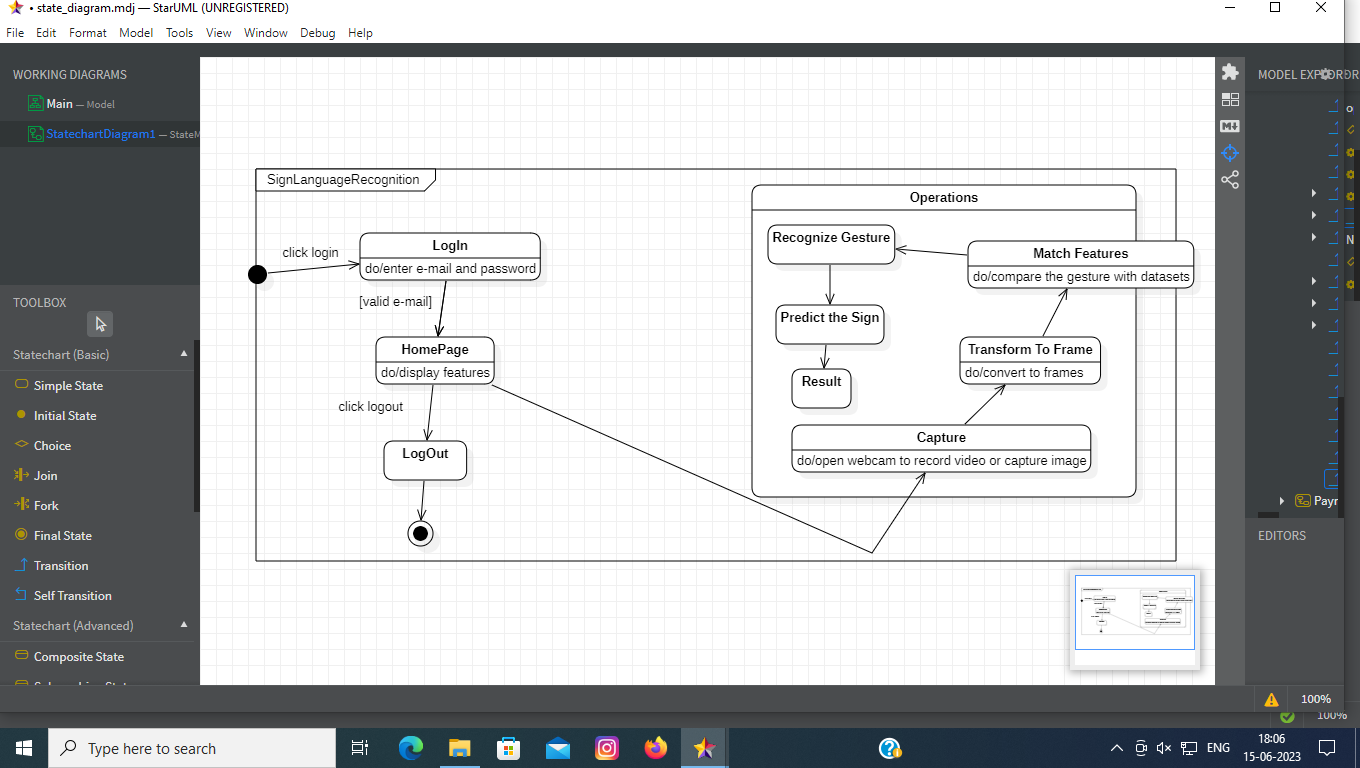 • state_diagram.mdj — StarUML (UNREGISTERED)
File Edit Format Model Tools View Window Debug Help
WORKING DIAGRAMS
Main — Model
StatechartDiagram1 — StateM
TOOLBOX
Statechart (Basic)
Simple State
Initial State
Choice
Join
Fork
Final State
Transition
Self Transition
Statechart (Advanced)
Composite State
SignLanguageRecognition
click login
LogIn
do/enter e-mail and password
[valid e-mail]
HomePage
do/display features
click logout
LogOut
Operations
Recognize Gesture
Match Features
do/compare the gesture with datasets
Predict the Sign
Transform To Frame
do/convert to frames
Result
Capture
do/open webcam to record video or capture image
M↓
Payr
EDITORS
100%
100%
Type here to search
ENG
18:06
15-06-2023